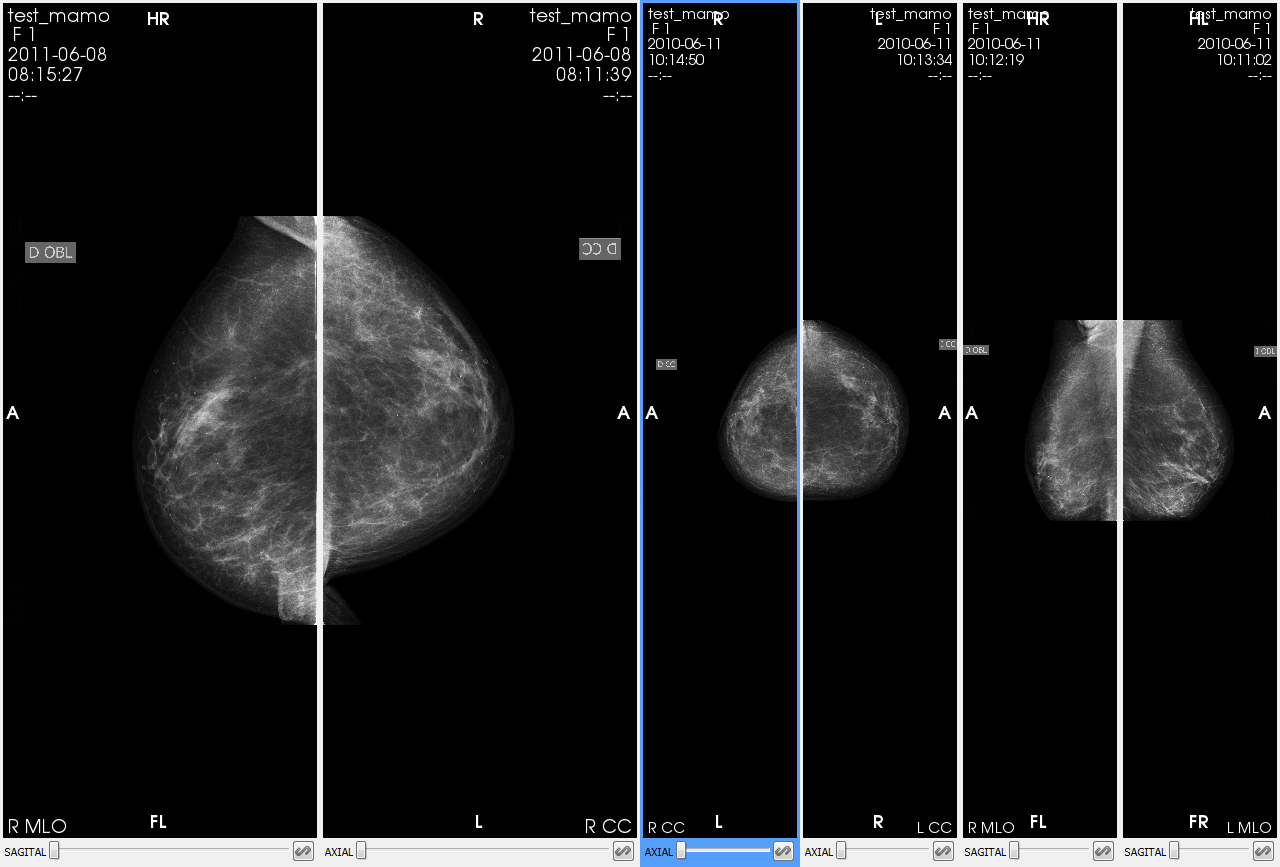 test_mamo
F 1
2011-06-08
08:15:27
--:--
HR
D OBL
A
R MLO
FL
SAGITAL
R
test_mamo
F 1
2011-06-08
08:11:39
--:--
D CC
A
L
R CC
AXIAL
test_mamo
R
F 1
2010-06-11
10:14:50
--:--
D CC
A
R CC
L
AXIAL
L
test_mamo
F 1
2010-06-11
10:13:34
--:--
A
R
L CC
AXIAL
test_mamo
HR
F 1
2010-06-11
10:12:19
--:--
D OBL
A
R MLO
FL
SAGITAL
HL
test_mamo
F 1
2010-06-11
10:11:02
--:--
A
FR
L MLO
SAGITAL